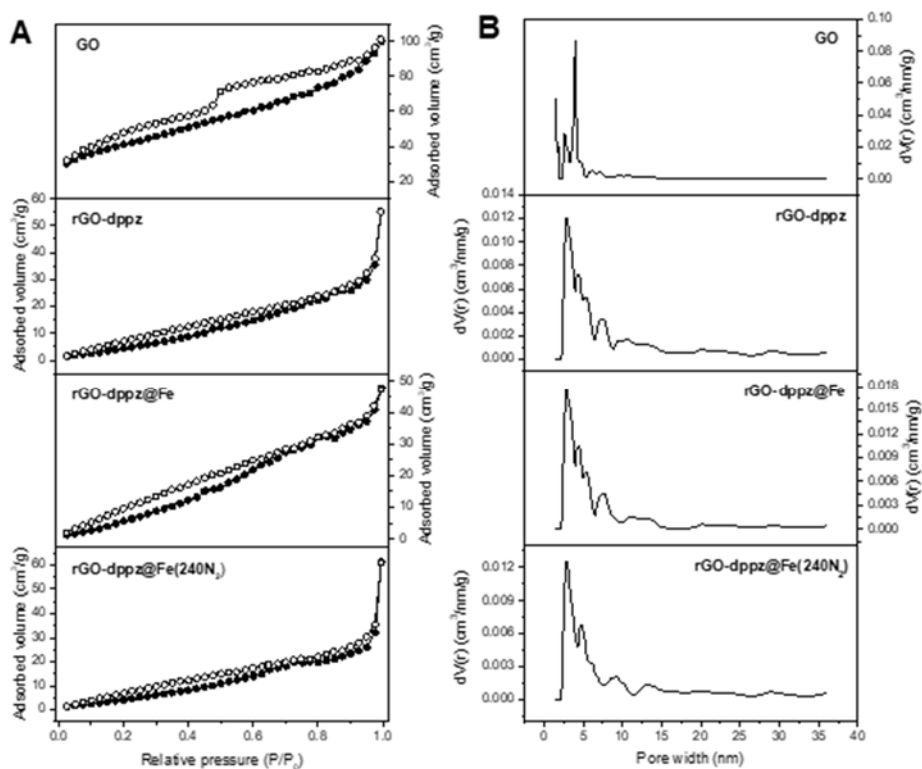 A
GO
100
80
60
40
20
Adsorbed volume (cm³/g)
60
50
40
30
20
10
0
Adsorbed volume (cm³/g)
rGO-dppz
rGO-dppz@Fe
50
40
30
20
10
0
Adsorbed volume (cm³/g)
60
50
40
30
20
10
0
Adsorbed volume (cm³/g)
rGO-dppz@Fe(240N₂)
0.0 0.2 0.4 0.6 0.8 1.0
Relative pressure (P/P₀)
B
GO
0.10
0.08
0.06
0.04
0.02
0.00
dV(r) (cm³/nm/g)
0.014
0.012
0.010
0.008
0.006
0.004
0.002
0.000
dV(r) (cm³/nm/g)
rGO-dppz
rGO-dppz@Fe
0.018
0.015
0.012
0.009
0.006
0.003
0.000
dV(r) (cm³/nm/g)
0.012
0.009
0.006
0.003
0.000
dV(r) (cm³/nm/g)
rGO-dppz@Fe(240N₂)
0 5 10 15 20 25 30 35 40
Pore width (nm)